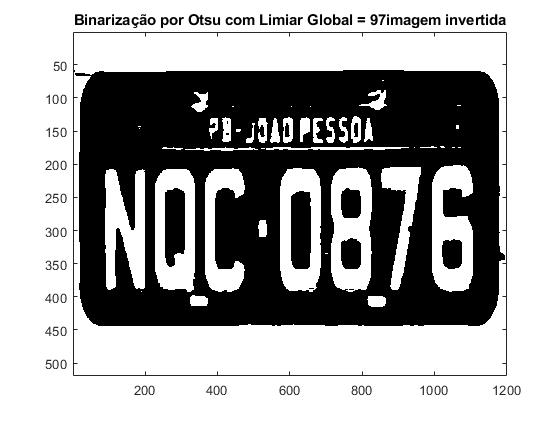 Binarização por Otsu com Limiar Global = 97imagem invertida
50
100
PB-JOAO PESSOA
150
200
250
NQC·0876
300
350
400
450
500
200 400 600 800 1000 1200